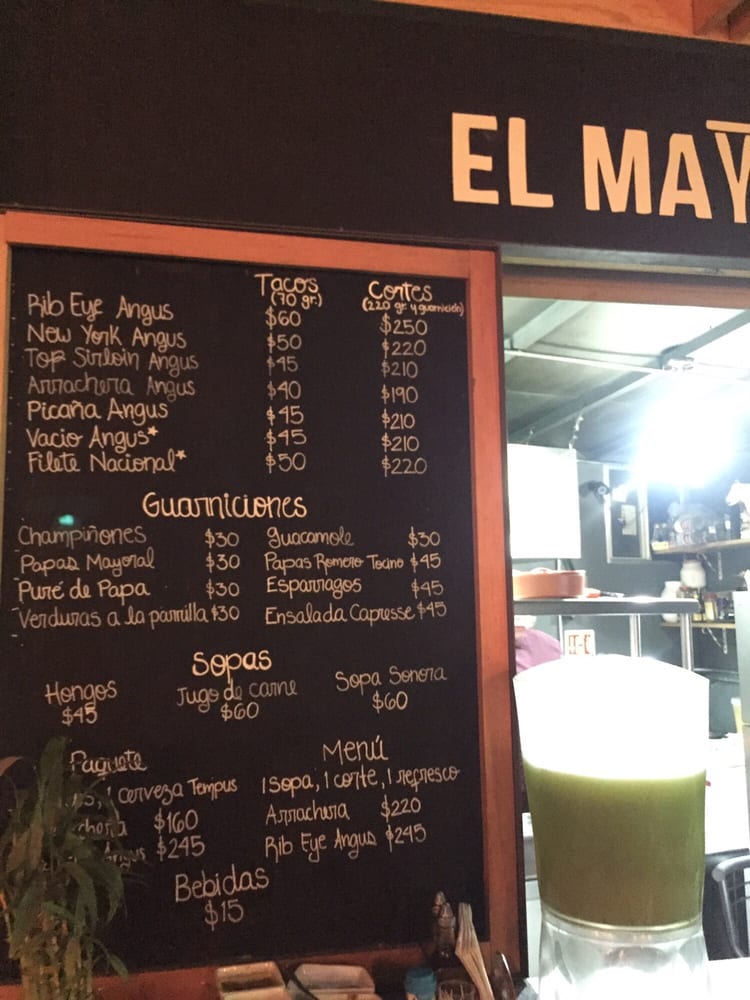 EL MAY
Tacos Cortes
(70 gr.) (220 gr. y guarnición)
Rib Eye Angus $60 $250
New York Angus $50 $220
Top Sirloin Angus $45 $210
Arrachera Angus $40 $190
Picaña Angus $45 $210
Vacio Angus* $45 $210
Filete Nacional* $50 $220
Guarniciones
Champiñones $30 Guacamole $30
Papas Mayoral $30 Papas Romero Tocino $45
Puré de Papa $30 Esparragos $45
Verduras a la parrilla $30 Ensalada Capresse $45
Sopas
Hongos Jugo de carne Sopa Sonora
$45 $60 $60
Paquete Menú
1 cerveza Tempus 1 sopa, 1 corte, 1 refresco
$160 Arrachera $220
Angus $245 Rib Eye Angus $245
Bebidas
$15